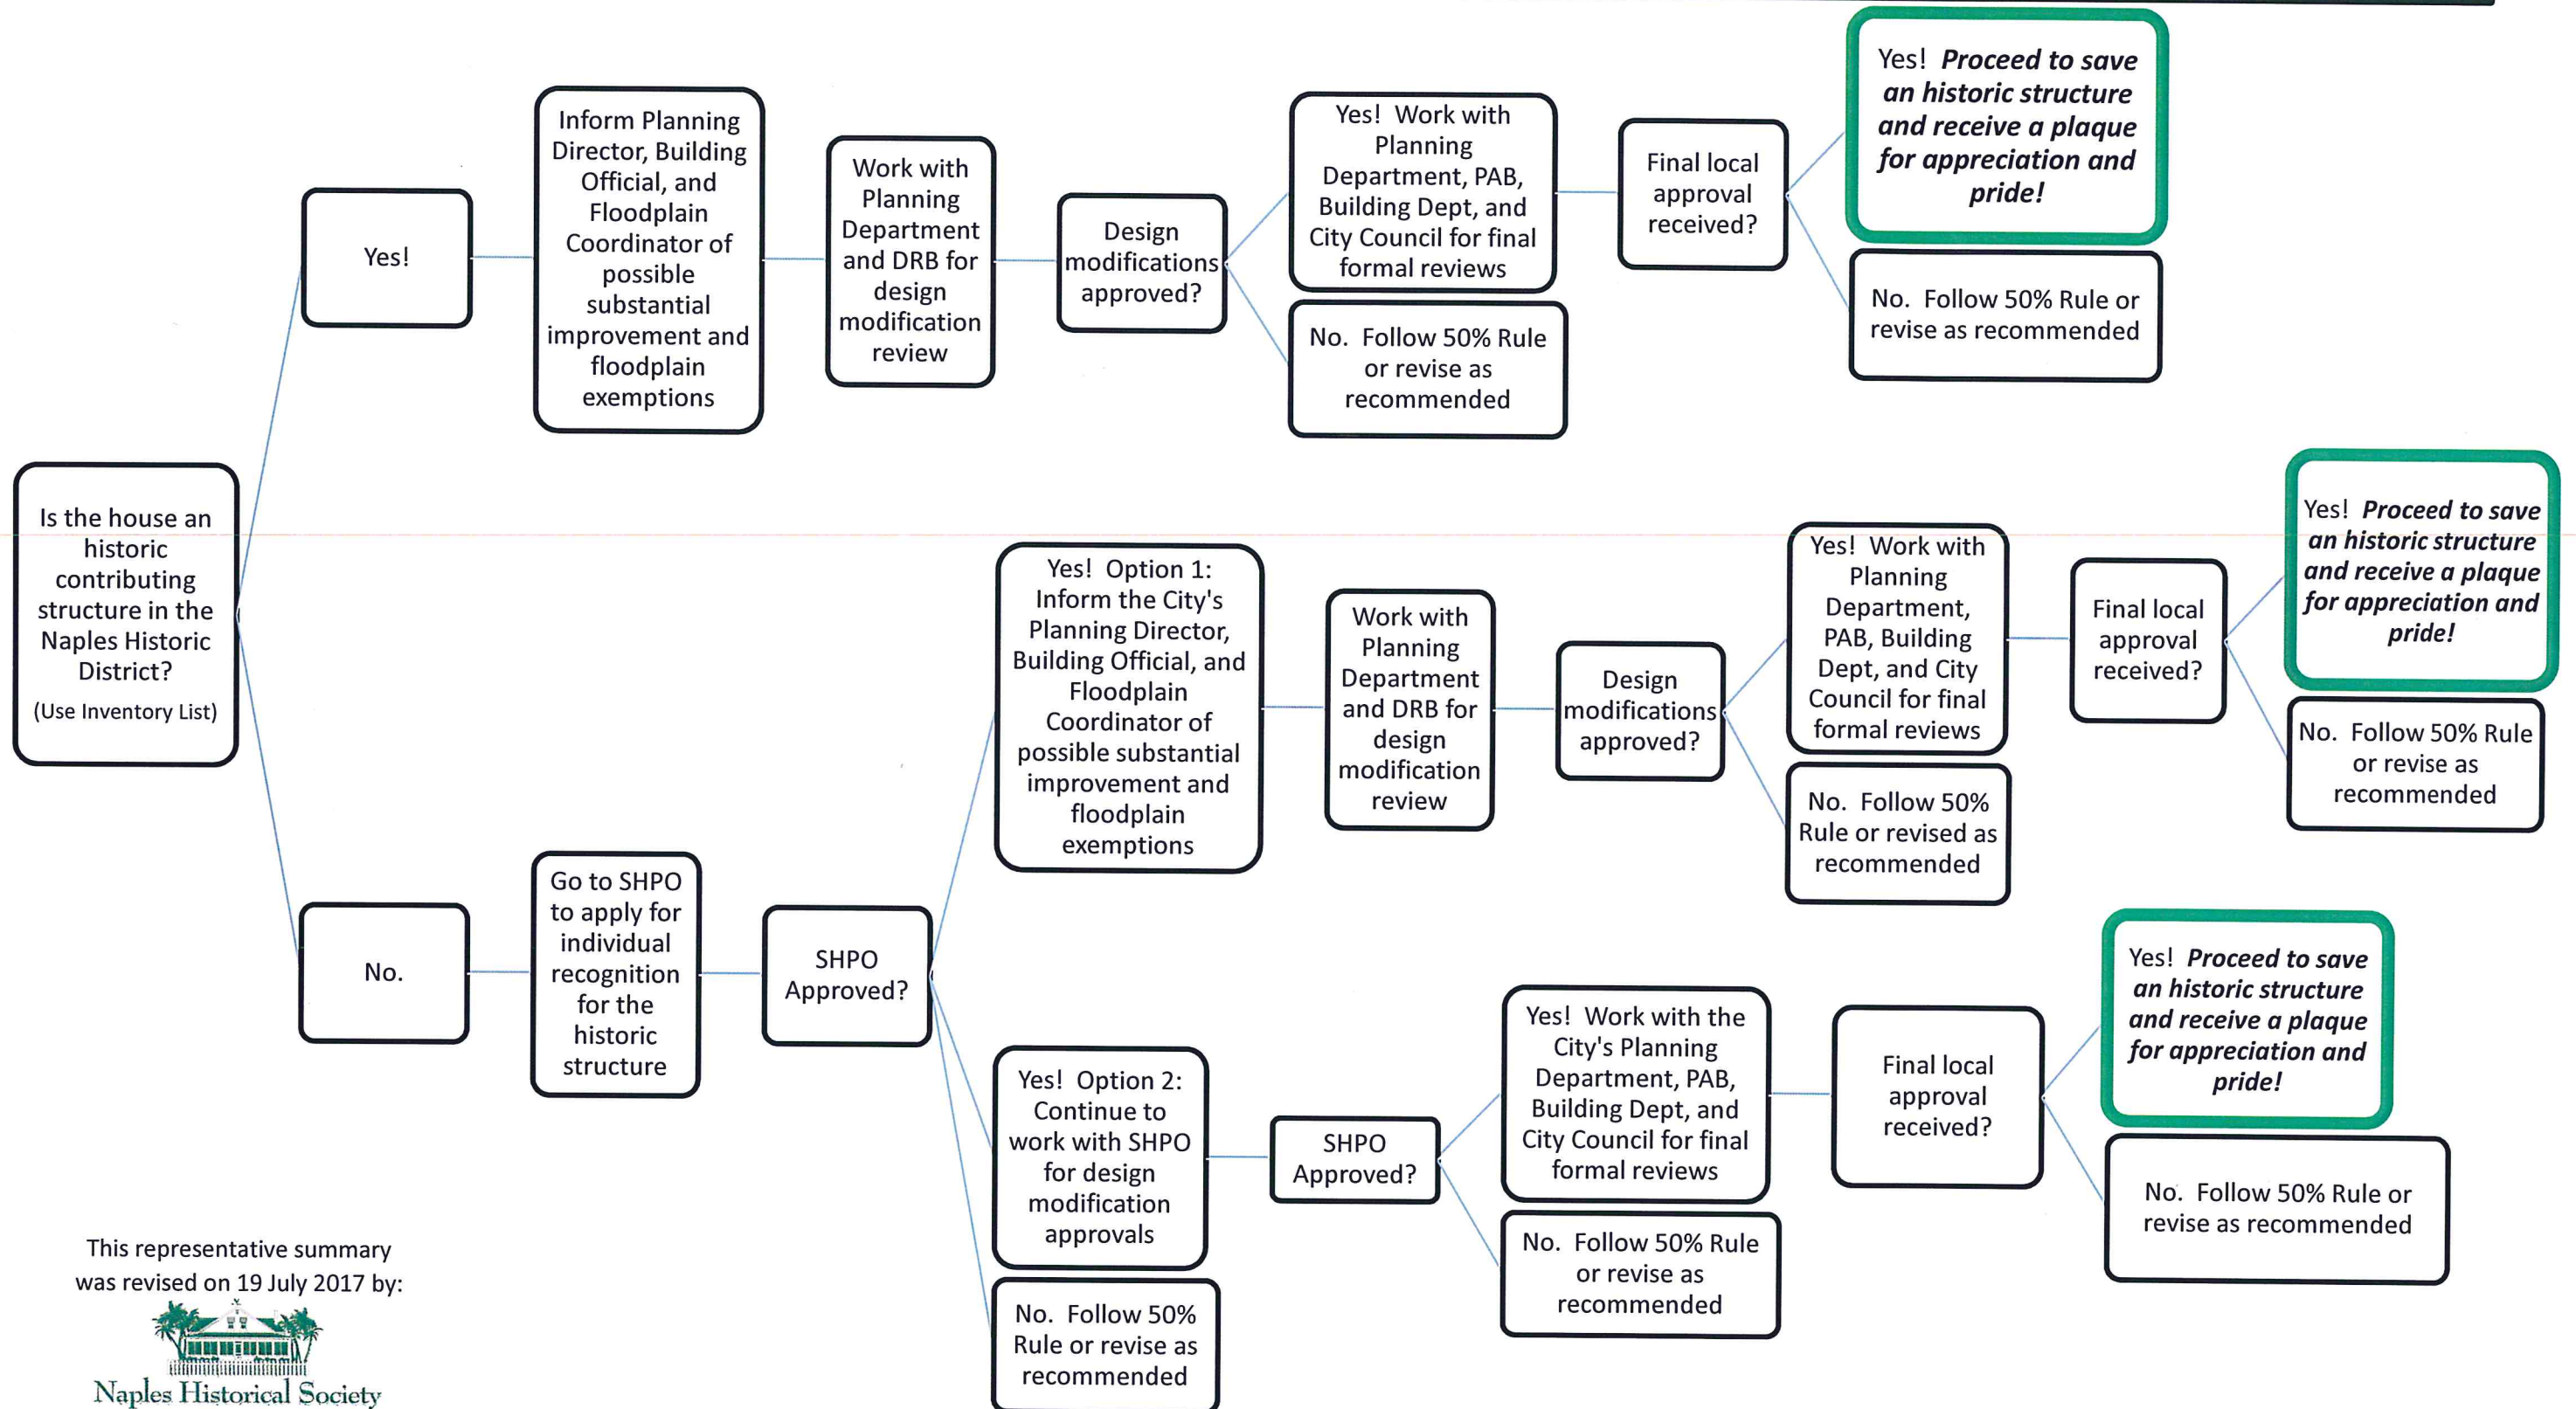 Is the house an
historic
contributing
structure in the
Naples Historic
District?
(Use Inventory List)
Yes!
Inform Planning
Director, Building
Official, and
Floodplain
Coordinator of
possible
substantial
improvement and
floodplain
exemptions
Work with
Planning
Department
and DRB for
design
modification
review
Design
modifications
approved?
Yes! Work with
Planning
Department, PAB,
Building Dept, and
City Council for final
formal reviews
No. Follow 50% Rule
or revise as
recommended
Final local
approval
received?
Yes! Proceed to save
an historic structure
and receive a plaque
for appreciation and
pride!
No. Follow 50% Rule or
revise as recommended
No.
Go to SHPO
to apply for
individual
recognition
for the
historic
structure
SHPO
Approved?
Yes! Option 1:
Inform the City's
Planning Director,
Building Official, and
Floodplain
Coordinator of
possible substantial
improvement and
floodplain
exemptions
Work with
Planning
Department
and DRB for
design
modification
review
Design
modifications
approved?
Yes! Work with
Planning
Department,
PAB, Building
Dept, and City
Council for final
formal reviews
No. Follow 50%
Rule or revised as
recommended
Final local
approval
received?
Yes! Proceed to save
an historic structure
and receive a plaque
for appreciation and
pride!
No. Follow 50% Rule
or revise as
recommended
Yes! Option 2:
Continue to
work with SHPO
for design
modification
approvals
SHPO
Approved?
Yes! Work with the
City's Planning
Department, PAB,
Building Dept, and
City Council for final
formal reviews
No. Follow 50% Rule
or revise as
recommended
Final local
approval
received?
Yes! Proceed to save
an historic structure
and receive a plaque
for appreciation and
pride!
No. Follow 50% Rule or
revise as recommended
No. Follow 50%
Rule or revise as
recommended
This representative summary
was revised on 19 July 2017 by:
Naples Historical Society